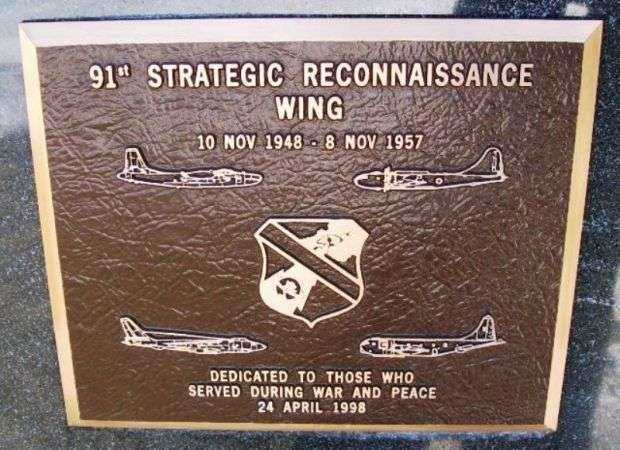 91st STRATEGIC RECONNAISSANCE
WING
10 NOV 1948 - 8 NOV 1957
DEDICATED TO THOSE WHO
SERVED DURING WAR AND PEACE
24 APRIL 1998